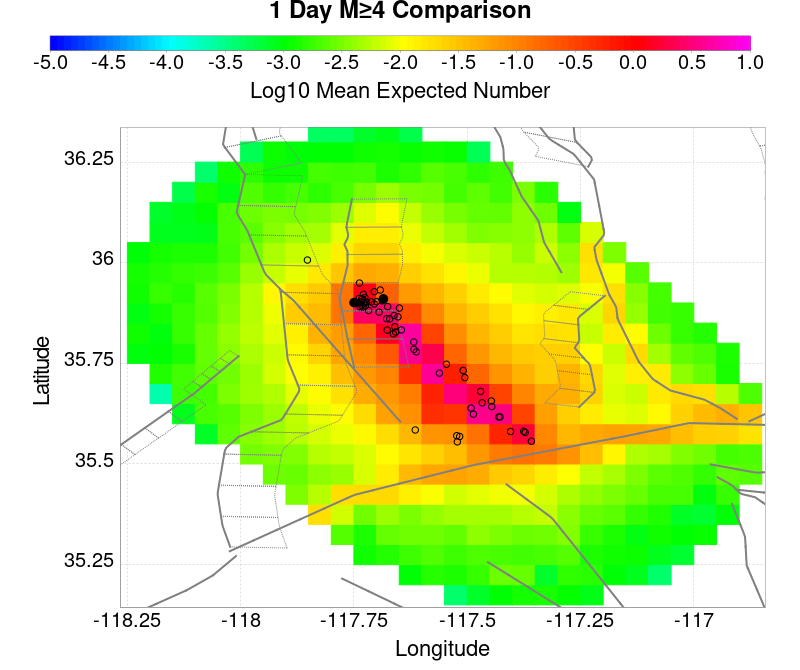 1 Day M≥4 Comparison
-5.0 -4.5 -4.0 -3.5 -3.0 -2.5 -2.0 -1.5 -1.0 -0.5 0.0 0.5 1.0
Log10 Mean Expected Number
36.25
36
35.75
35.5
35.25
Latitude
-118.25 -118 -117.75 -117.5 -117.25 -117
Longitude